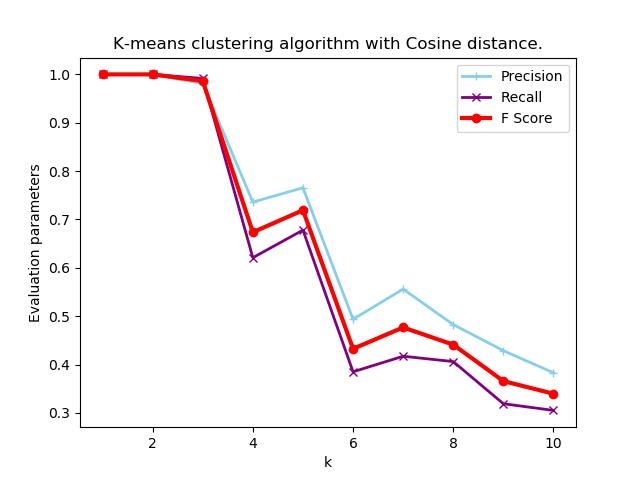 K-means clustering algorithm with Cosine distance.
Precision
Recall
F Score
Evaluation parameters
1.0
0.9
0.8
0.7
0.6
0.5
0.4
0.3
2 4 6 8 10
k